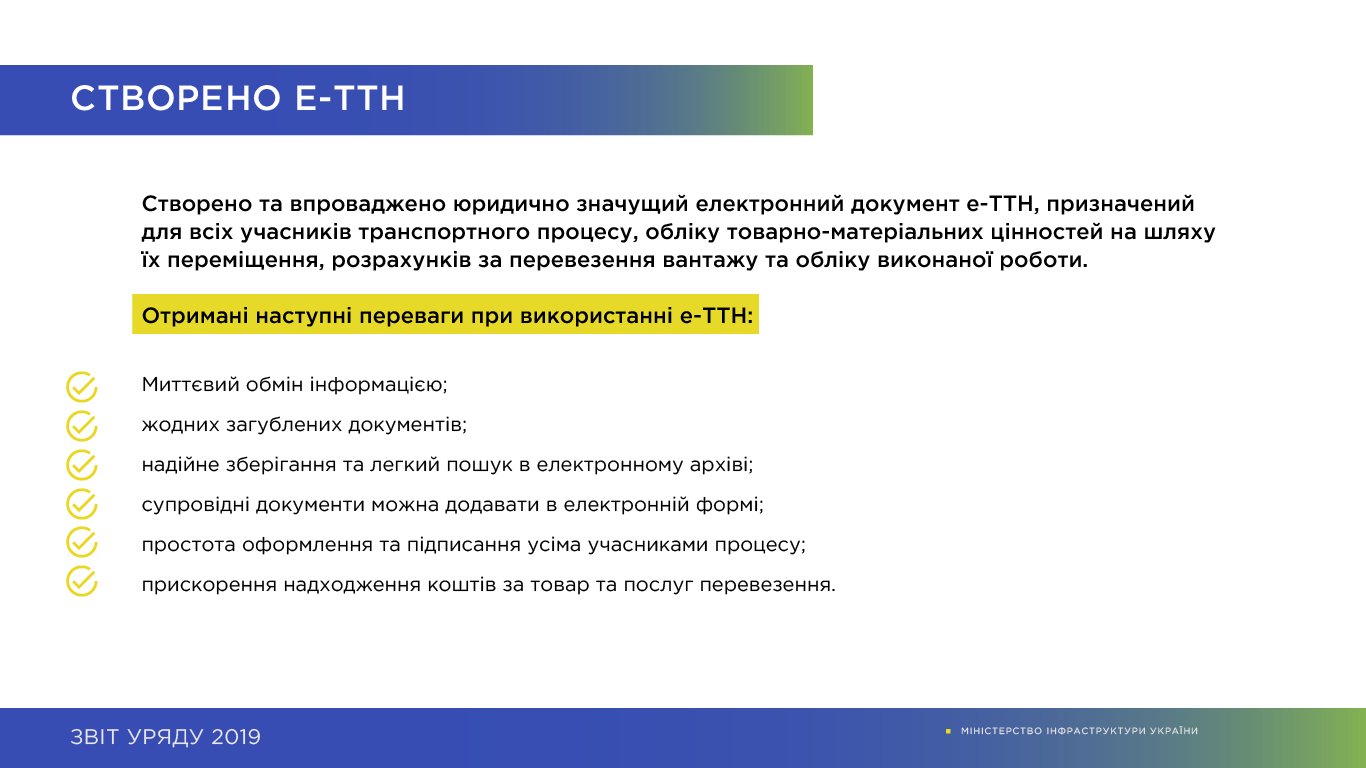 СТВОРЕНО Е-ТТН
Створено та впроваджено юридично значущий електронний документ е-ТТН, призначений
для всіх учасників транспортного процесу, обліку товарно-матеріальних цінностей на шляху
їх переміщення, розрахунків за перевезення вантажу та обліку виконаної роботи.
Отримані наступні переваги при використанні е-ТТН:
Миттєвий обмін інформацією;
жодних загублених документів;
надійне зберігання та легкий пошук в електронному архіві;
супровідні документи можна додавати в електронній формі;
простота оформлення та підписання усіма учасниками процесу;
прискорення надходження коштів за товар та послуг перевезення.
ЗВІТ УРЯДУ 2019
МІНІСТЕРСТВО ІНФРАСТРУКТУРИ УКРАЇНИ